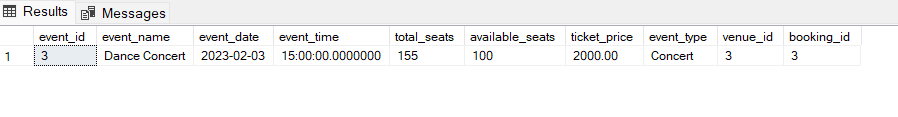 Results Messages
event_id event_name event_date event_time total_seats available_seats ticket_price event_type venue_id booking_id
1 3 Dance Concert 2023-02-03 15:00:00.0000000 155 100 2000.00 Concert 3 3